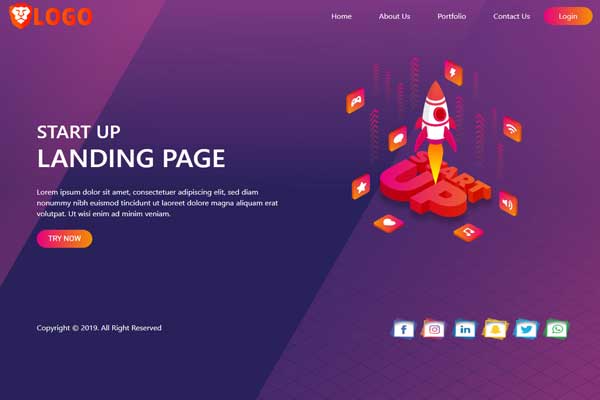 LOGO
Home About Us Portfolio Contact Us Login
START UP
LANDING PAGE
Lorem ipsum dolor sit amet, consectetuer adipiscing elit, sed diam
nonummy nibh euismod tincidunt ut laoreet dolore magna aliquam erat
volutpat. Ut wisi enim ad minim veniam.
TRY NOW
START
UP
Copyright © 2019. All Right Reserved